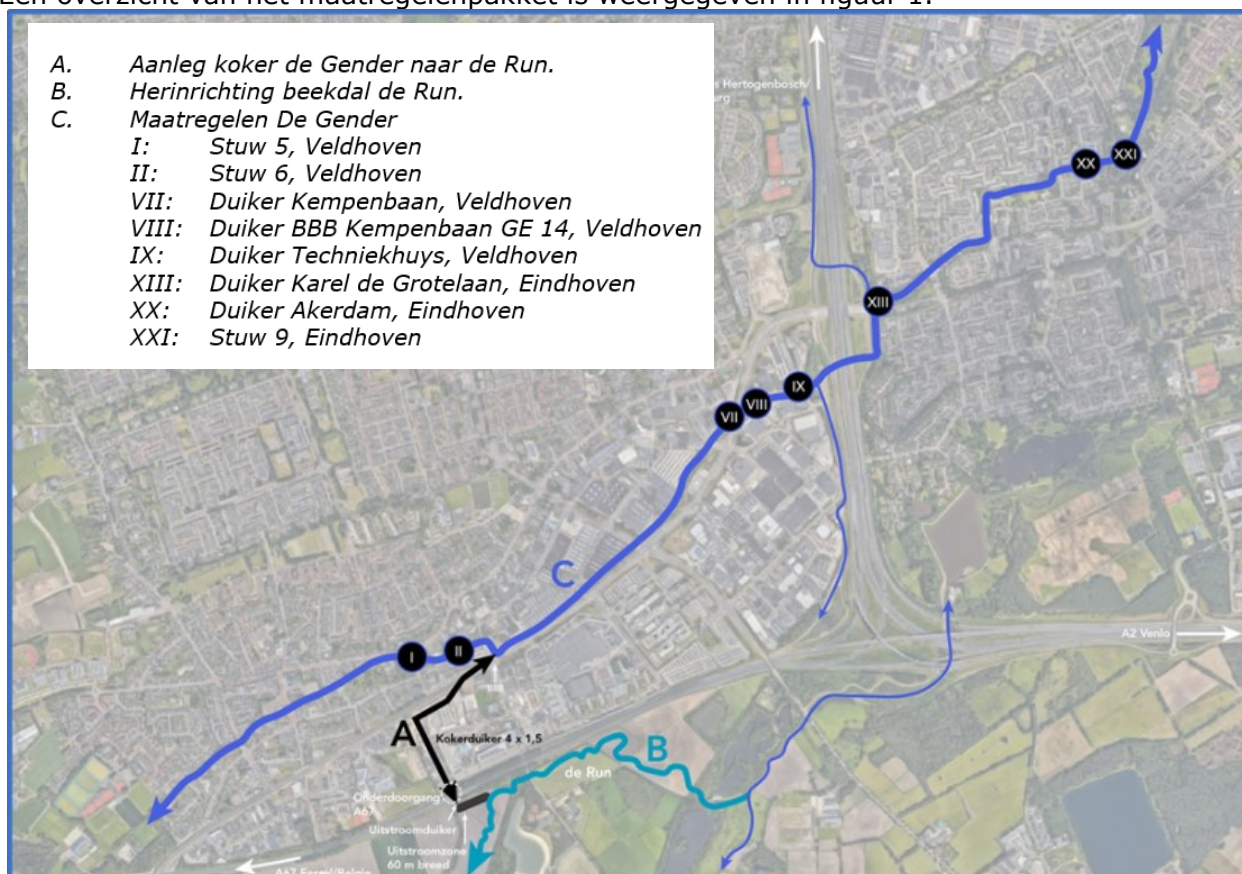 Een overzicht van het maatregelenpakket is weergegeven in figuur 1.
A. Aanleg koker de Gender naar de Run.
B. Herinrichting beekdal de Run.
C. Maatregelen De Gender
I: Stuw 5, Veldhoven
II: Stuw 6, Veldhoven
VII: Duiker Kempenbaan, Veldhoven
VIII: Duiker BBB Kempenbaan GE 14, Veldhoven
IX: Duiker Techniekhuys, Veldhoven
XIII: Duiker Karel de Grotelaan, Eindhoven
XX: Duiker Akerdam, Eindhoven
XXI: Stuw 9, Eindhoven
s Hertogenbosch/
urg
XX
XXI
XIII
IX
VIII
VII
C
I
II
A2 Venlo
A
Kokerduiker 4 x 1,5
B
de Run
Onderdoorgang
A67
Uitstroomduiker
Uitstroomzone
60 m breed
A67 Eersel/Belgie